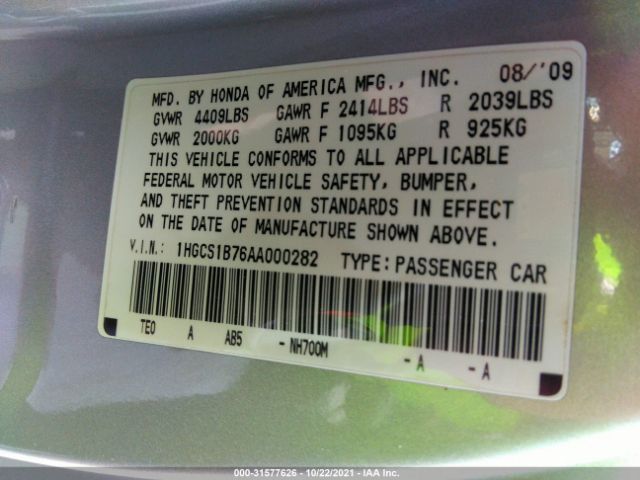 MFD. BY HONDA OF AMERICA MFG., INC. 08/'09
GVWR 4409LBS GAWR F 2414LBS R 2039LBS
GVWR 2000KG GAWR F 1095KG R 925KG
THIS VEHICLE CONFORMS TO ALL APPLICABLE
FEDERAL MOTOR VEHICLE SAFETY, BUMPER,
AND THEFT PREVENTION STANDARDS IN EFFECT
ON THE DATE OF MANUFACTURE SHOWN ABOVE.
V.I.N.: 1HGCS1B76AA000282 TYPE:PASSENGER CAR
TE0 A AB5 -NH700M -A -A
000-31577626 - 10/22/2021 - IAA Inc.